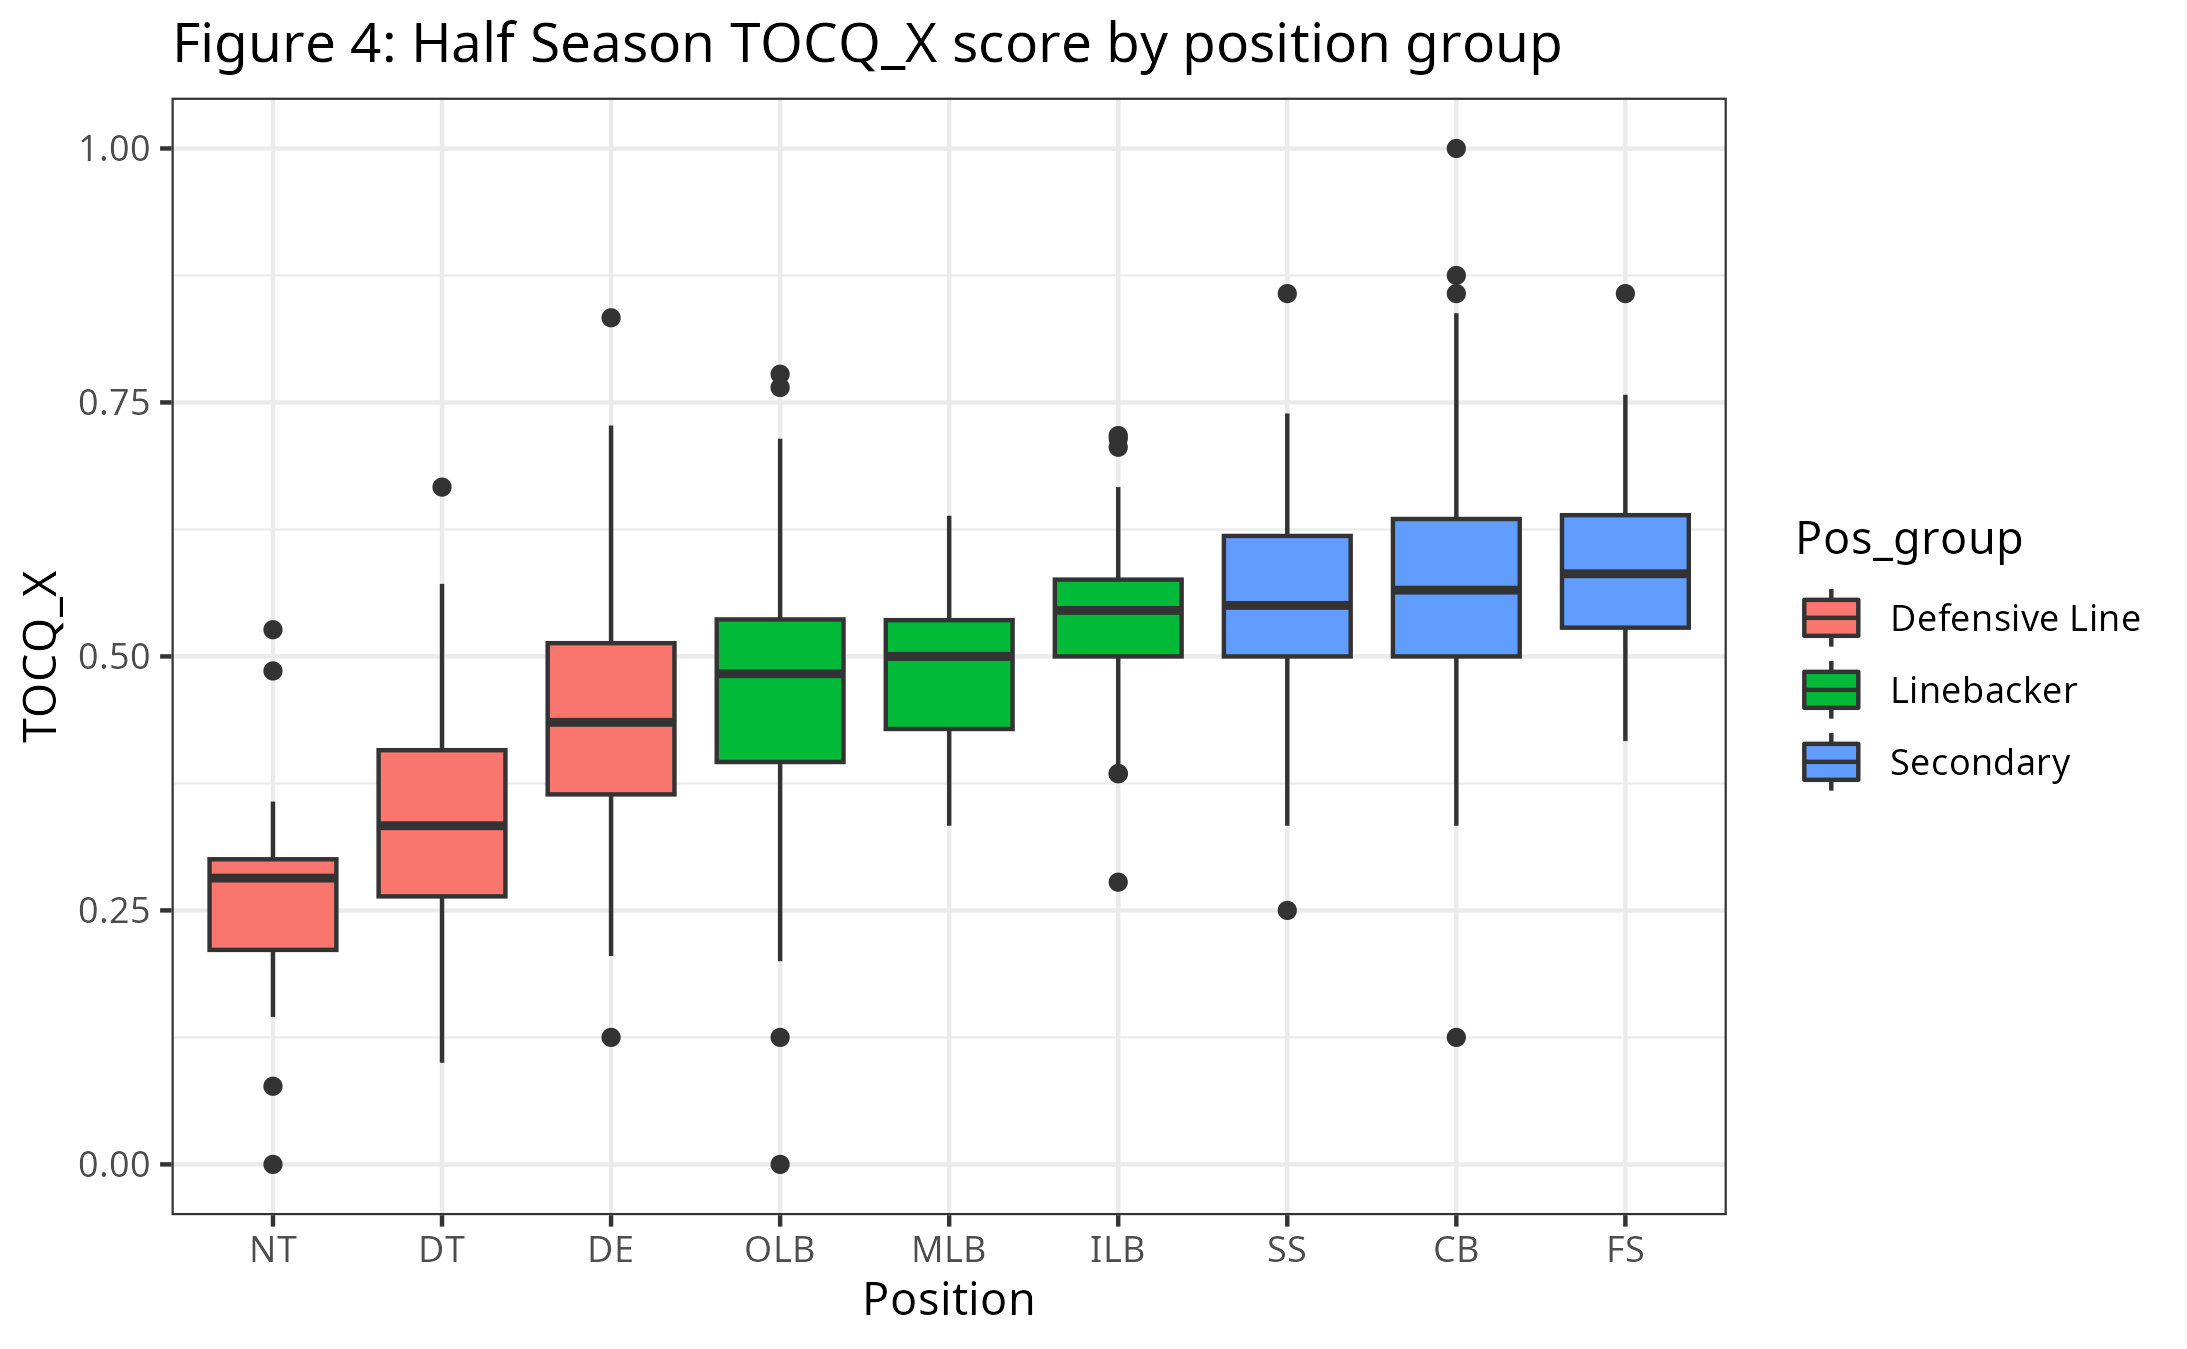 Figure 4: Half Season TOCQ_X score by position group
1.00
0.75
0.50
0.25
0.00
TOCQ_X
NT DT DE OLB MLB ILB SS CB FS
Position
Pos_group
Defensive Line
Linebacker
Secondary